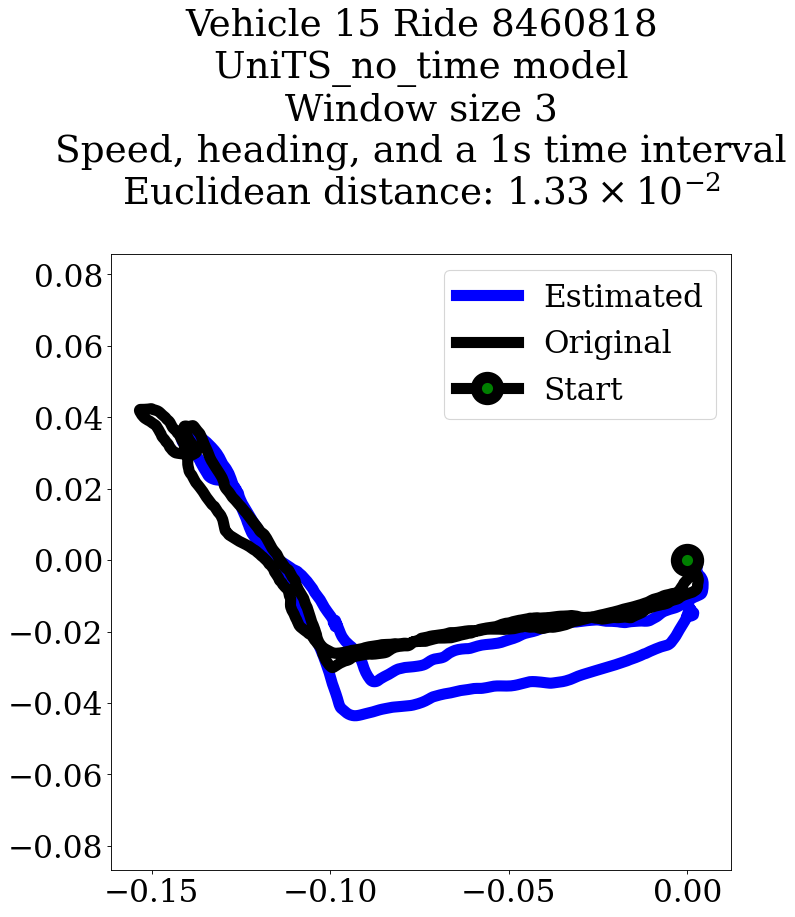 Vehicle 15 Ride 8460818
UniTS_no_time model
Window size 3
Speed, heading, and a 1s time interval
Euclidean distance: 1.33 × 10⁻²
Estimated
Original
Start
0.08
0.06
0.04
0.02
0.00
−0.02
−0.04
−0.06
−0.08
−0.15
−0.10
−0.05
0.00